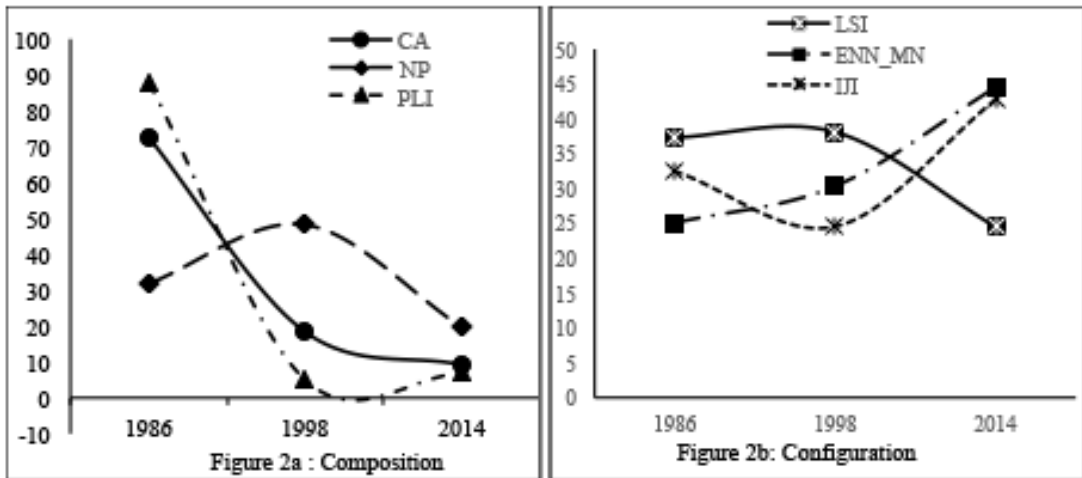 100
90
80
70
60
50
40
30
20
10
0
-10
CA
NP
PLI
1986 1998 2014
Figure 2a : Composition
50
45
40
35
30
25
20
15
10
5
0
LSI
ENN_MN
IJI
1986 1998 2014
Figure 2b: Configuration